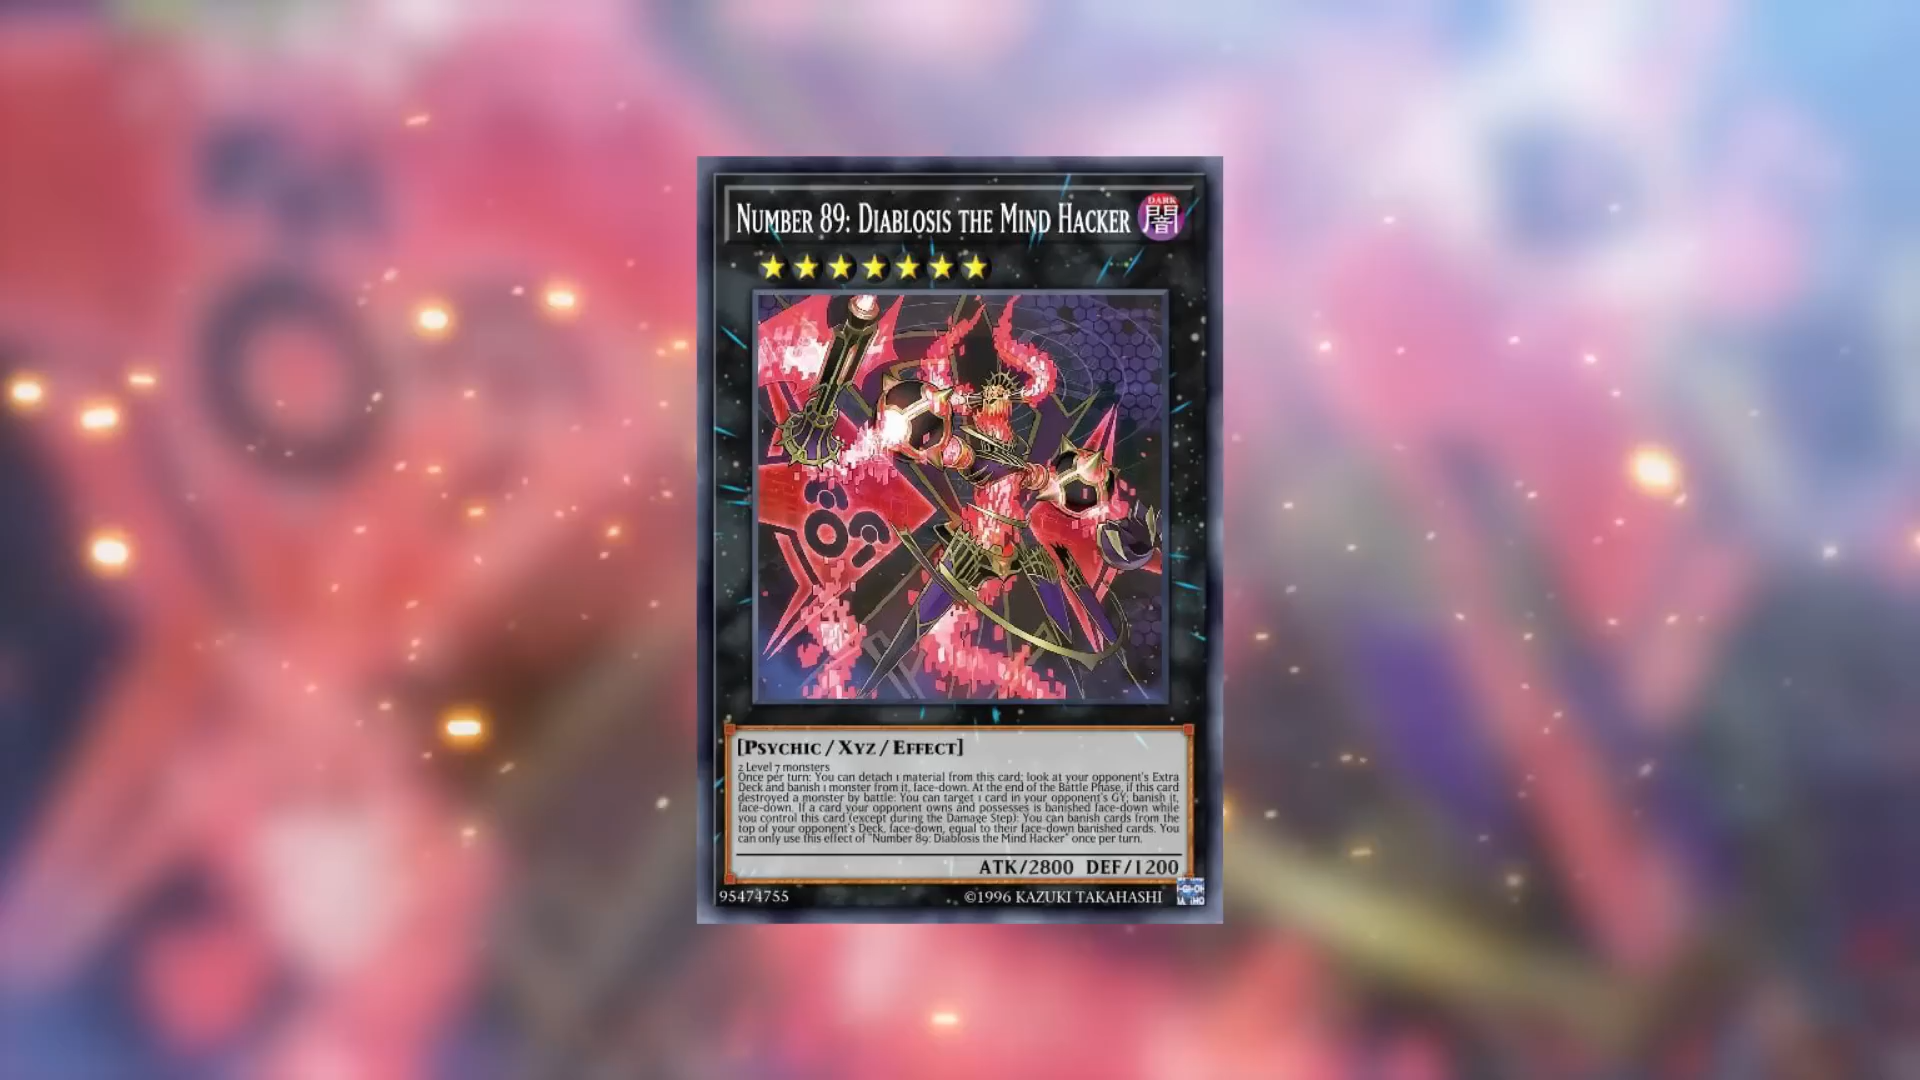 NUMBER 89: DIABLOSIS THE MIND HACKER
DARK
闇
89
[PSYCHIC / XYZ / EFFECT]
2 Level 7 monsters
Once per turn: You can detach 1 material from this card; look at your opponent's Extra
Deck and banish 1 monster from it, face-down. At the end of the Battle Phase, if this card
destroyed a monster by battle: You can target 1 card in your opponent's GY; banish it,
face-down. If a card your opponent owns and possesses is banished face-down while
you control this card (except during the Damage Step): You can banish cards from the
top of your opponent's Deck, face-down, equal to their face-down banished cards. You
can only use this effect of "Number 89: Diablosis the Mind Hacker" once per turn.
ATK/2800 DEF/1200
95474755
©1996 KAZUKI TAKAHASHI